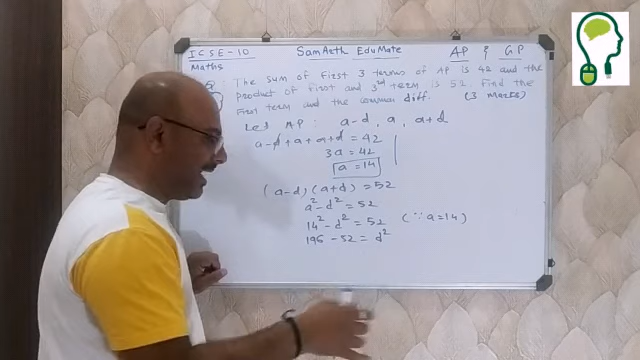 ICSE-10 SamArth EduMate AP & GP
Maths
Q The sum of first 3 terms of AP is 42 and the
product of first and 3rd term is 52. Find the
First term and the common diff. (3 marks)
Let AP: a-d, a, a+d
a-d+a+a+d = 42
3a = 42
a = 14
(a-d)(a+d) = 52
a²-d² = 52
14²-d² = 52 (∵ a=14)
196-52 = d²